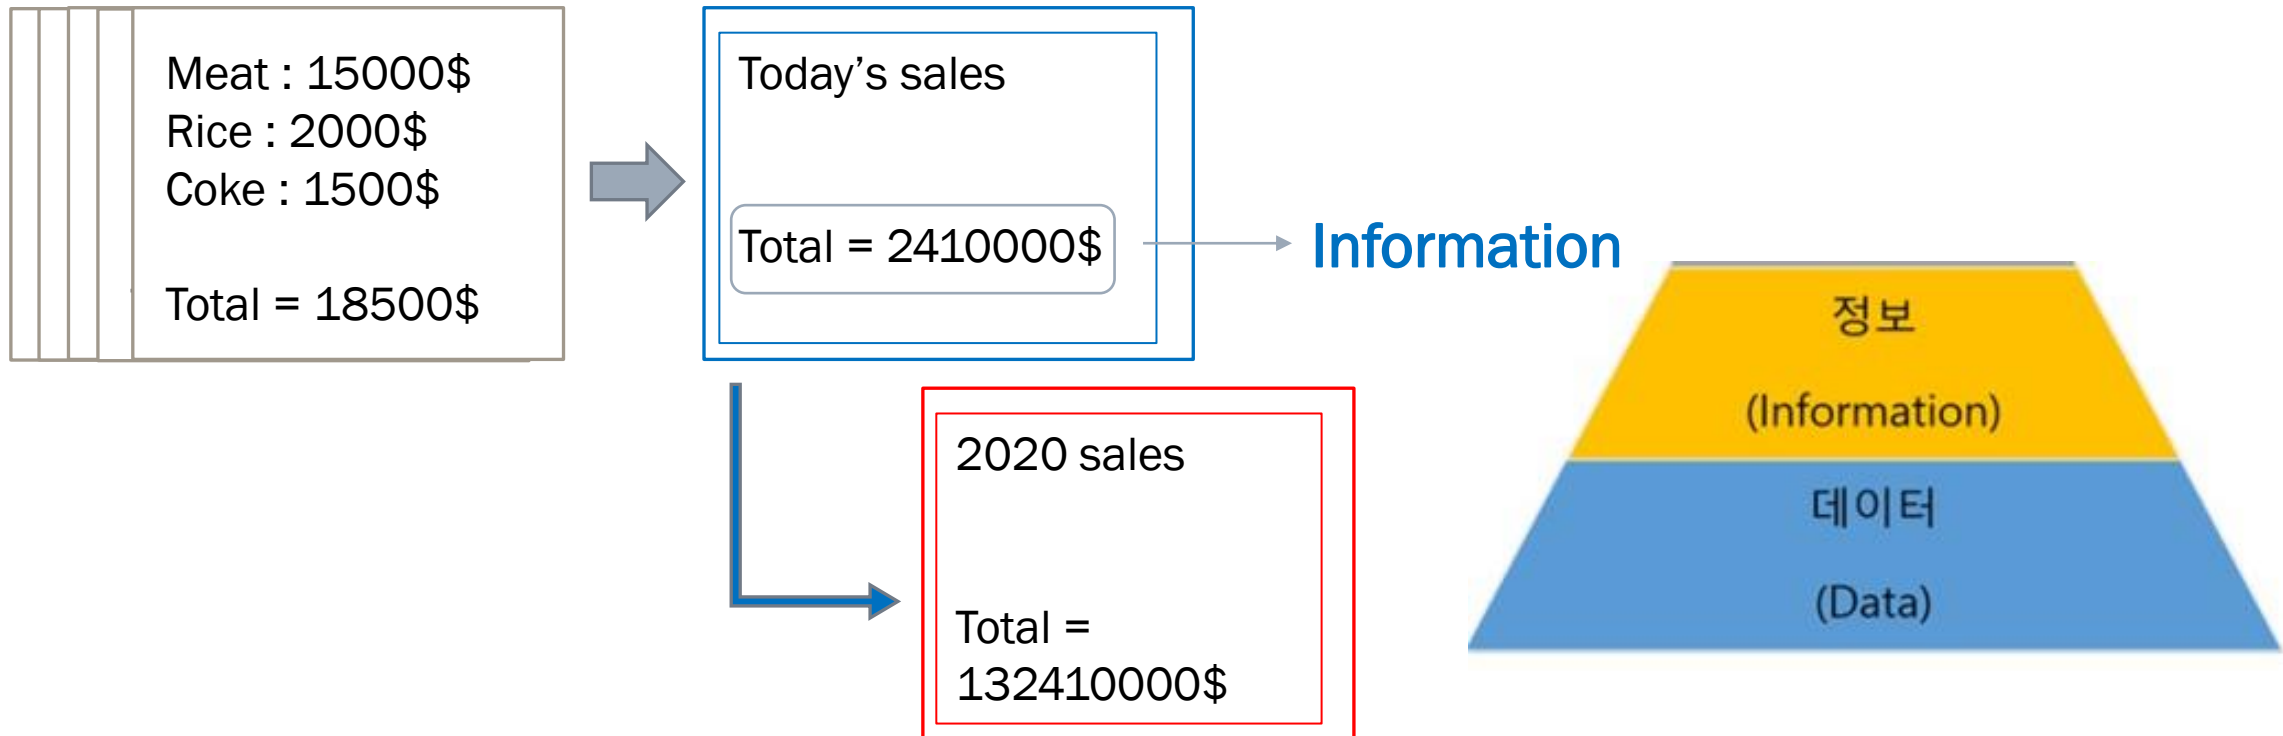 Meat : 15000$
Rice : 2000$
Coke : 1500$
Total = 18500$
Today’s sales
Total = 2410000$
Information
2020 sales
Total =
132410000$
정보
(Information)
데이터
(Data)